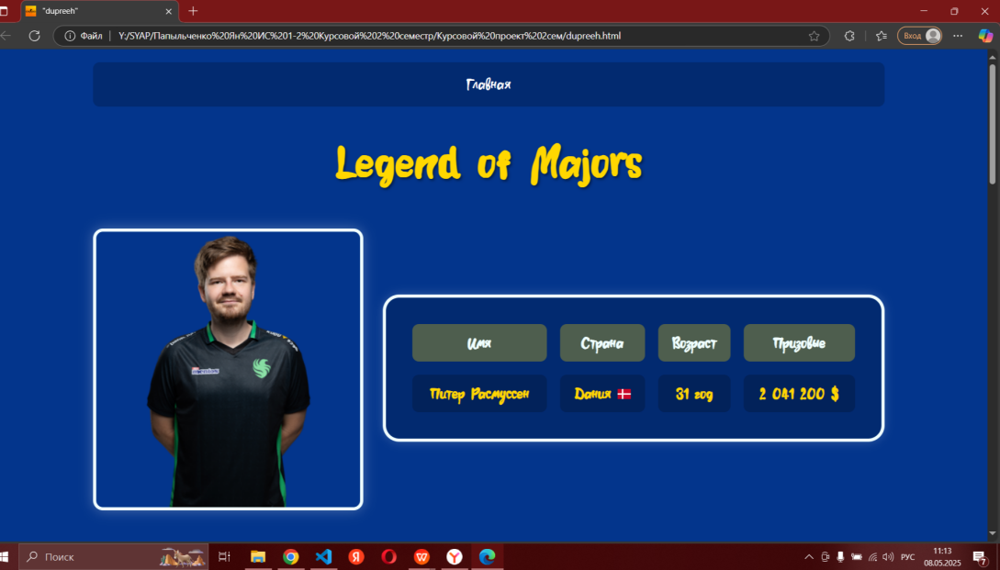 "dupreeh"
Файл Y:/SYAP/Папыльченко%20Ян%20ИС%201-2%20Курсовой%202%20семестр/Курсовой%20проект%202сем/dupreeh.html
Вход
Главная
Legend of Majors
Имя Страна Возраст Призовые
Питер Расмуссен Дания 31 год 2 041 200 $
Поиск
РУС
11:13
08.05.2025
7